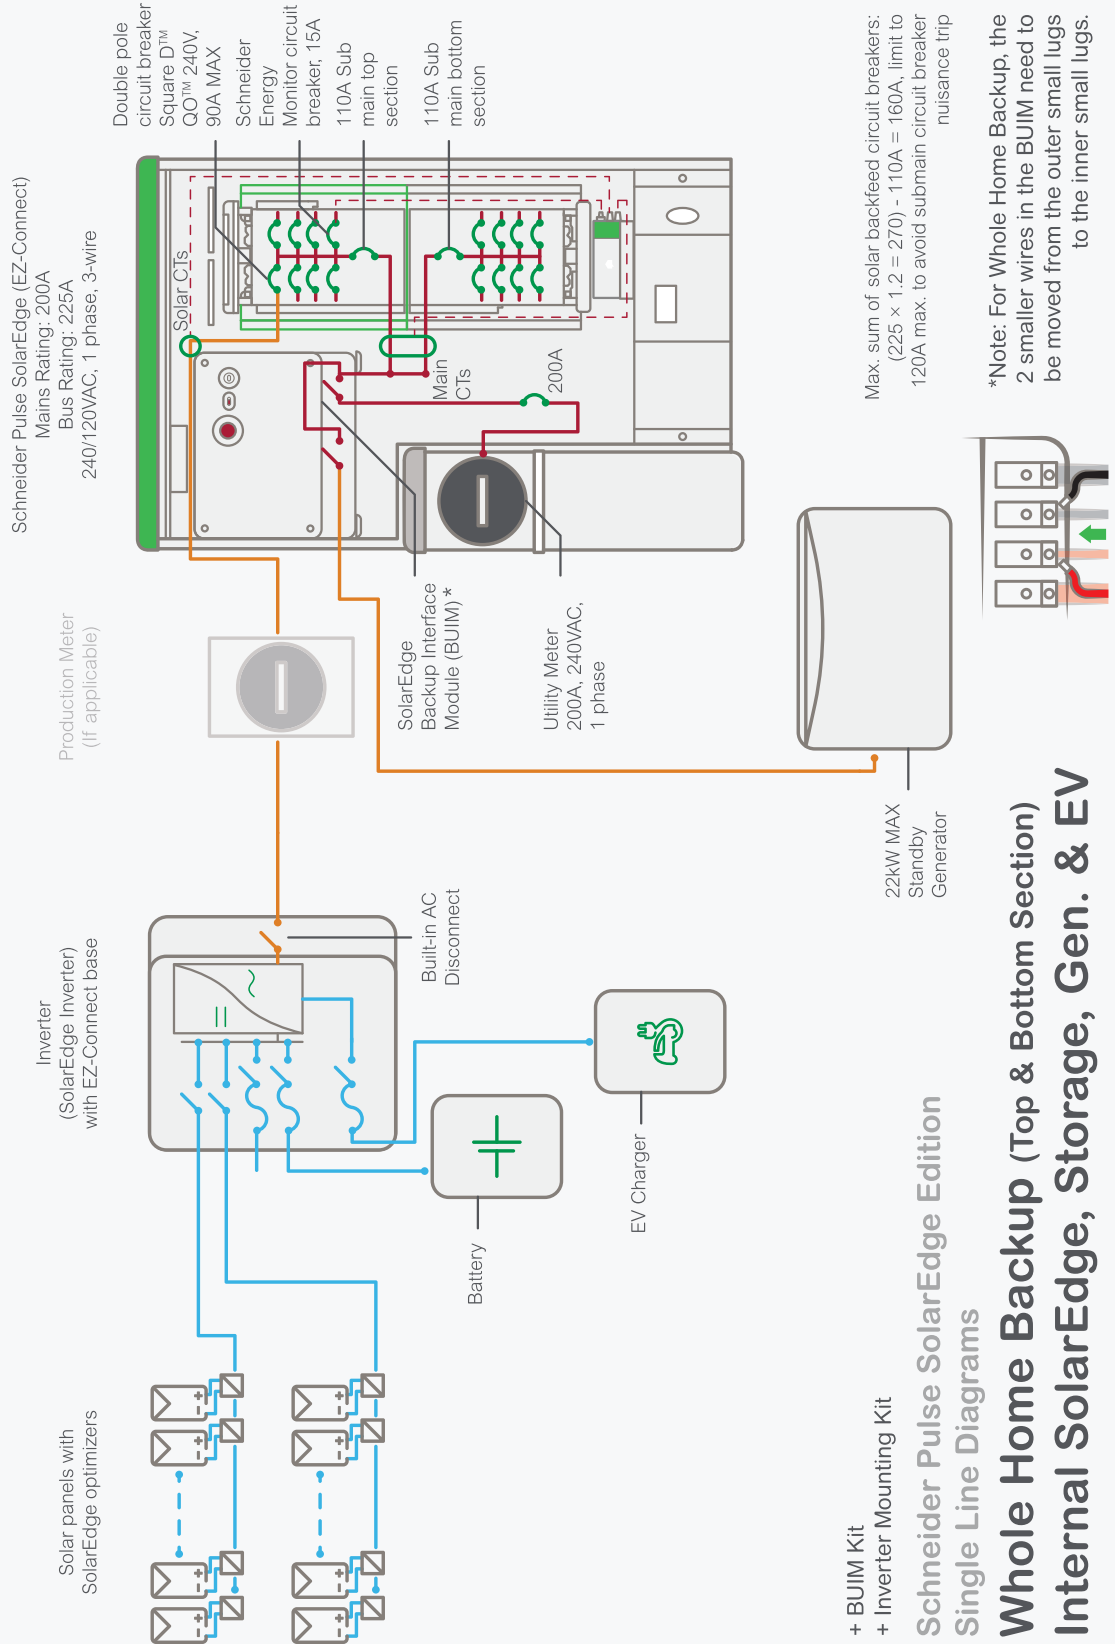 Solar panels with
SolarEdge optimizers
Inverter
(SolarEdge Inverter)
with EZ-Connect base
Production Meter
(If applicable)
Schneider Pulse SolarEdge (EZ-Connect)
Mains Rating: 200A
Bus Rating: 225A
240/120VAC, 1 phase, 3-wire
Double pole
circuit breaker
Square D™
QO™ 240V,
90A MAX
Schneider
Energy
Monitor circuit
breaker, 15A
110A Sub
main top
section
110A Sub
main bottom
section
Solar CTs
Main
CTs
200A
Built-in AC
Disconnect
SolarEdge
Backup Interface
Module (BUIM) *
Utility Meter
200A, 240VAC,
1 phase
Battery
EV Charger
22kW MAX
Standby
Generator
Max. sum of solar backfeed circuit breakers:
(225 × 1.2 = 270) - 110A = 160A, limit to
120A max. to avoid submain circuit breaker
nuisance trip
*Note: For Whole Home Backup, the
2 smaller wires in the BUIM need to
be moved from the outer small lugs
to the inner small lugs.
+ BUIM Kit
+ Inverter Mounting Kit
Schneider Pulse SolarEdge Edition
Single Line Diagrams
Whole Home Backup (Top & Bottom Section)
Internal SolarEdge, Storage, Gen. & EV